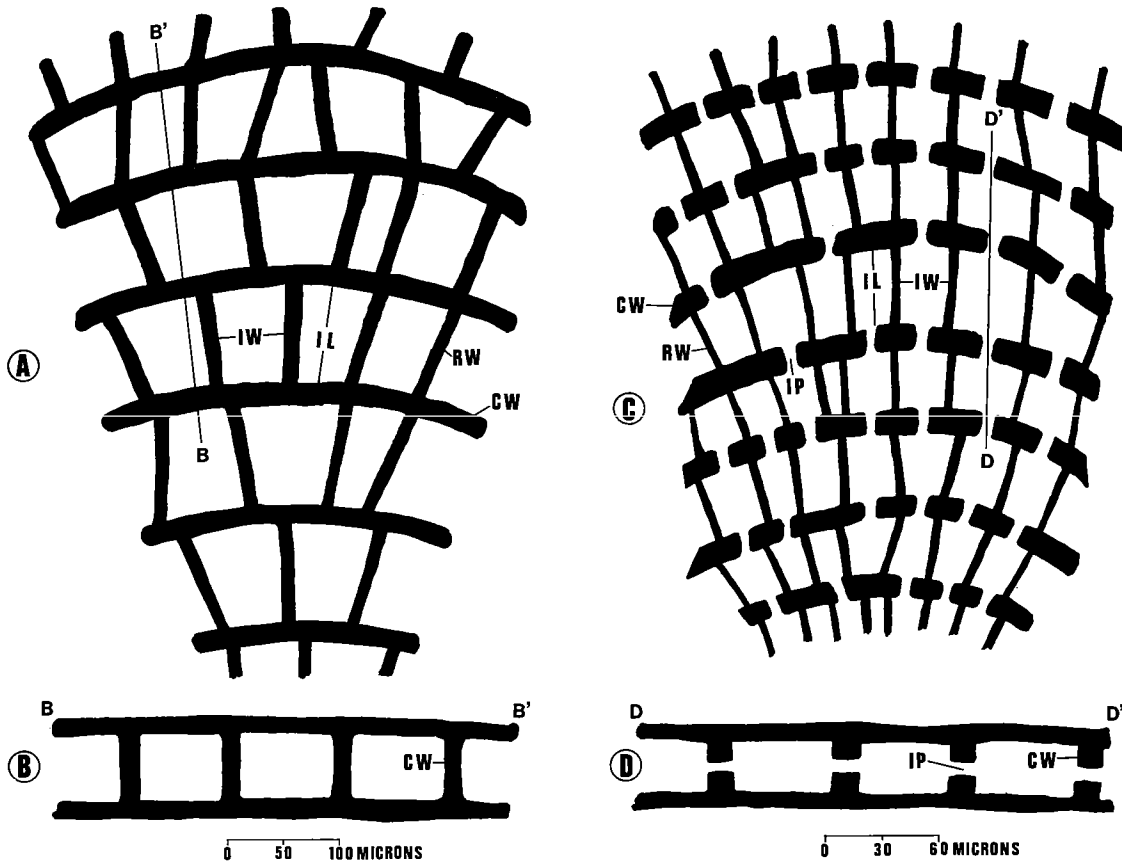 B'
IW
IL
RW
A
CW
B
D'
IL
IW
CW
RW
IP
C
D
B
B'
B
CW
0 50 100 MICRONS
D
D'
D
IP
CW
0 30 60 MICRONS